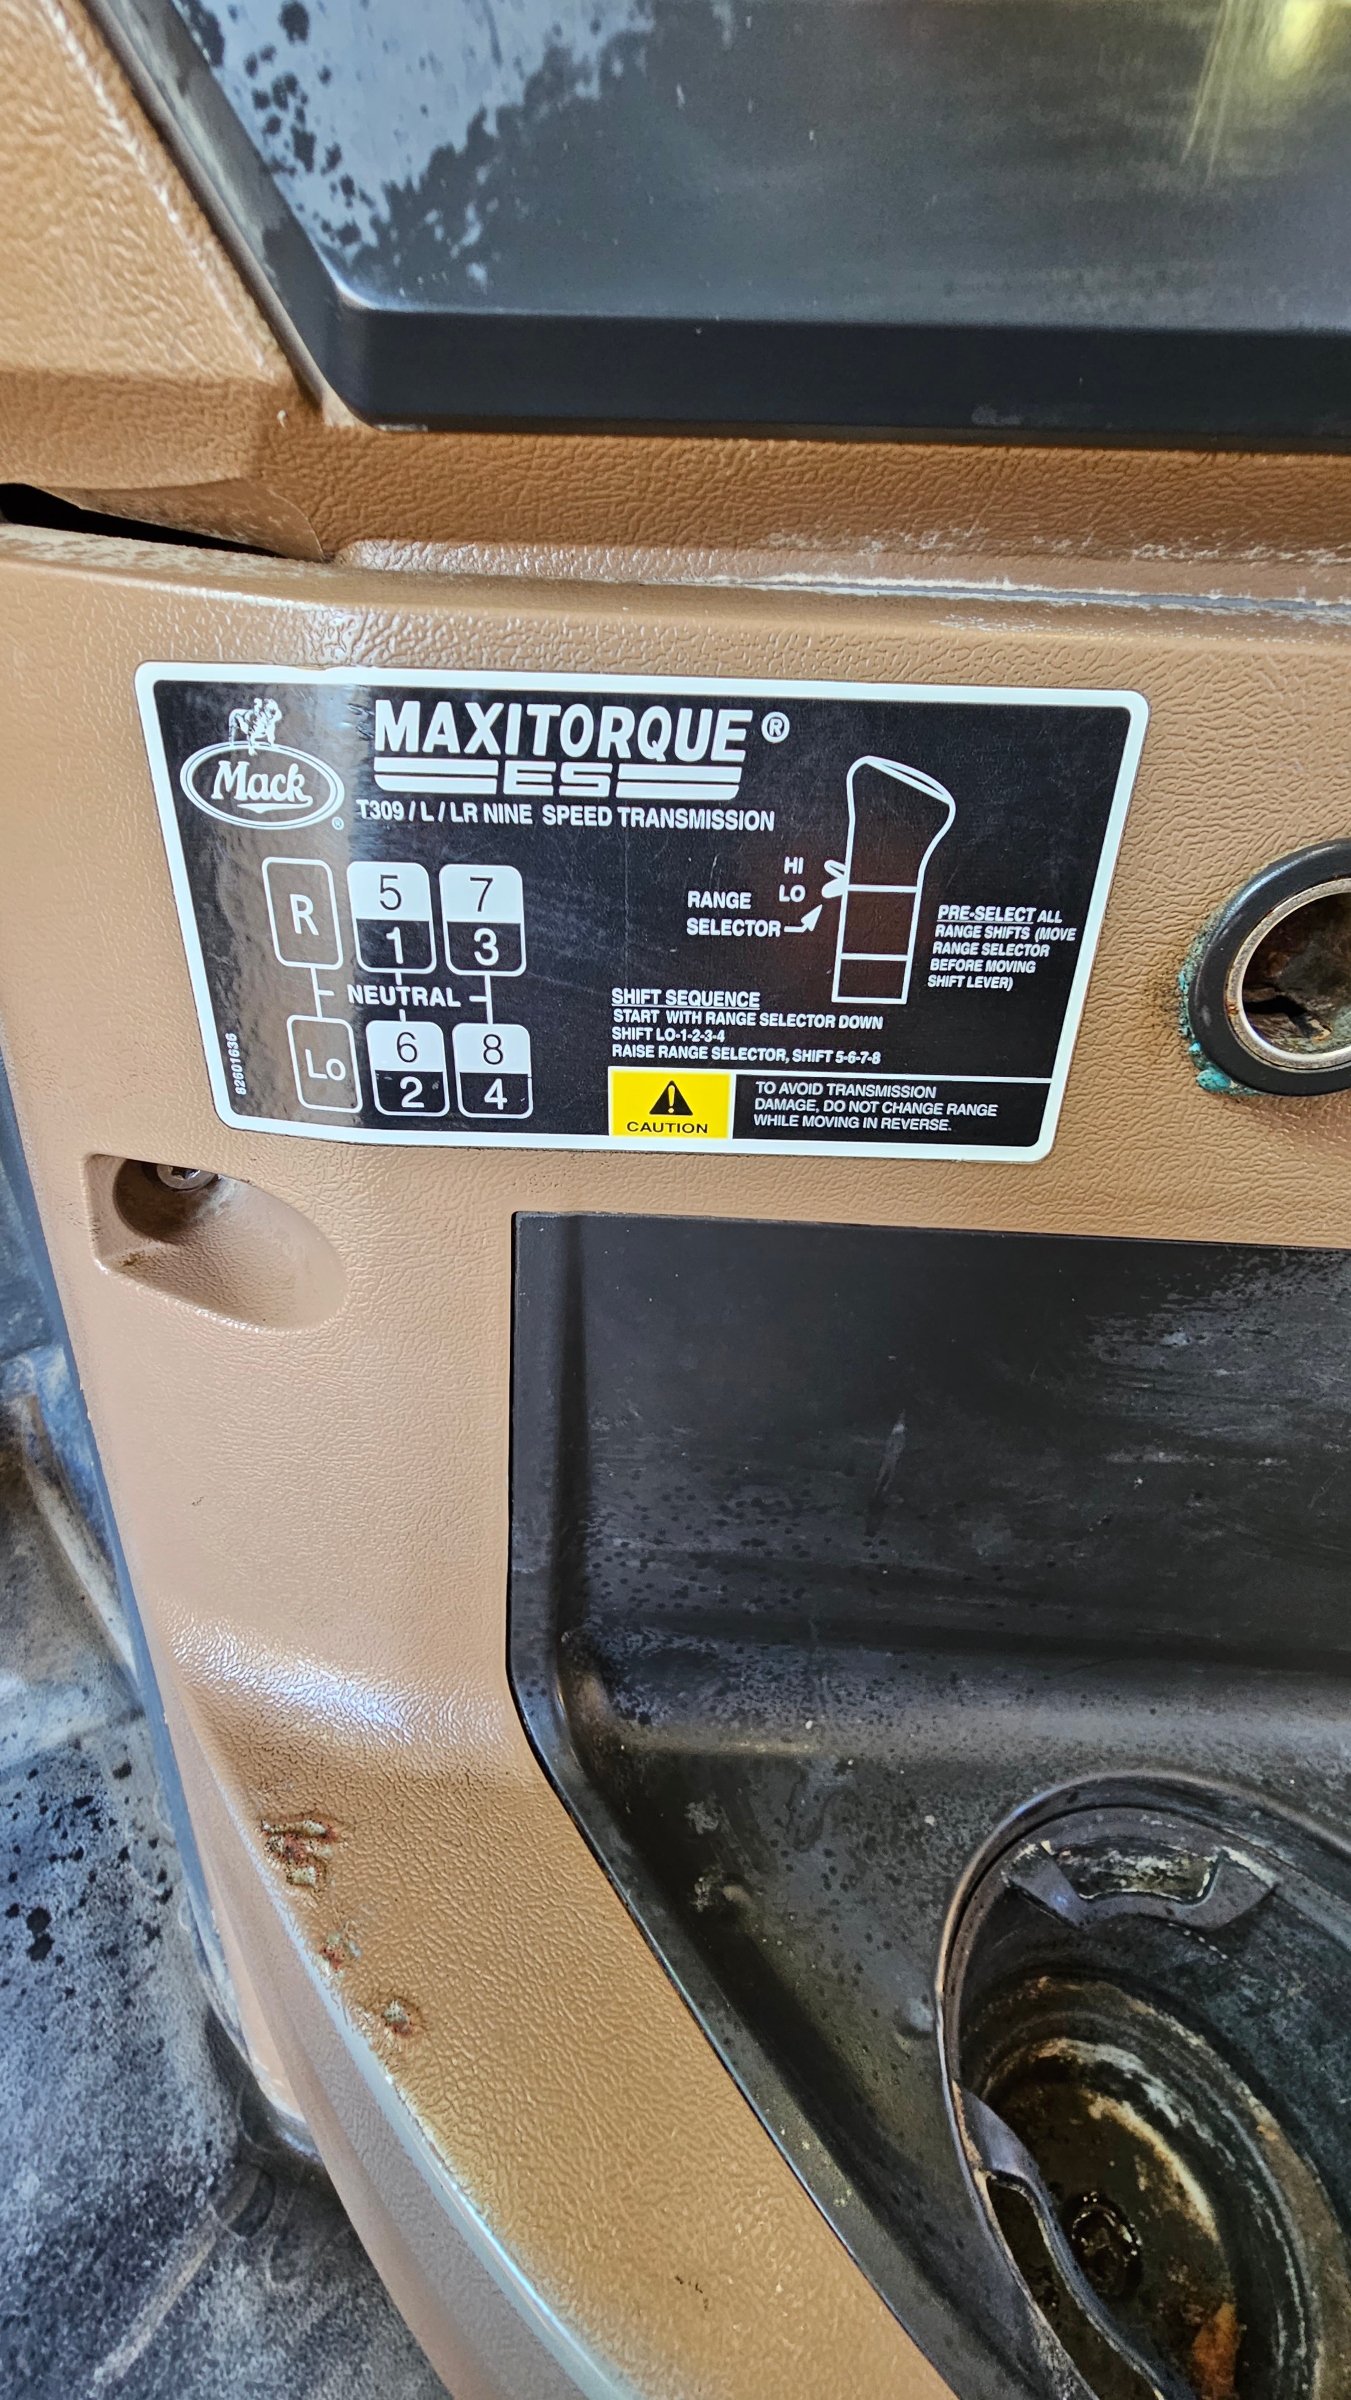 Mack ®
MAXITORQUE ®
ES
T309 / L / LR NINE SPEED TRANSMISSION
R 5 7
1 3
NEUTRAL
Lo 6 8
2 4
82601636
HI
LO
RANGE
SELECTOR
PRE-SELECT ALL
RANGE SHIFTS (MOVE
RANGE SELECTOR
BEFORE MOVING
SHIFT LEVER)
SHIFT SEQUENCE
START WITH RANGE SELECTOR DOWN
SHIFT LO-1-2-3-4
RAISE RANGE SELECTOR, SHIFT 5-6-7-8
CAUTION
TO AVOID TRANSMISSION
DAMAGE, DO NOT CHANGE RANGE
WHILE MOVING IN REVERSE.